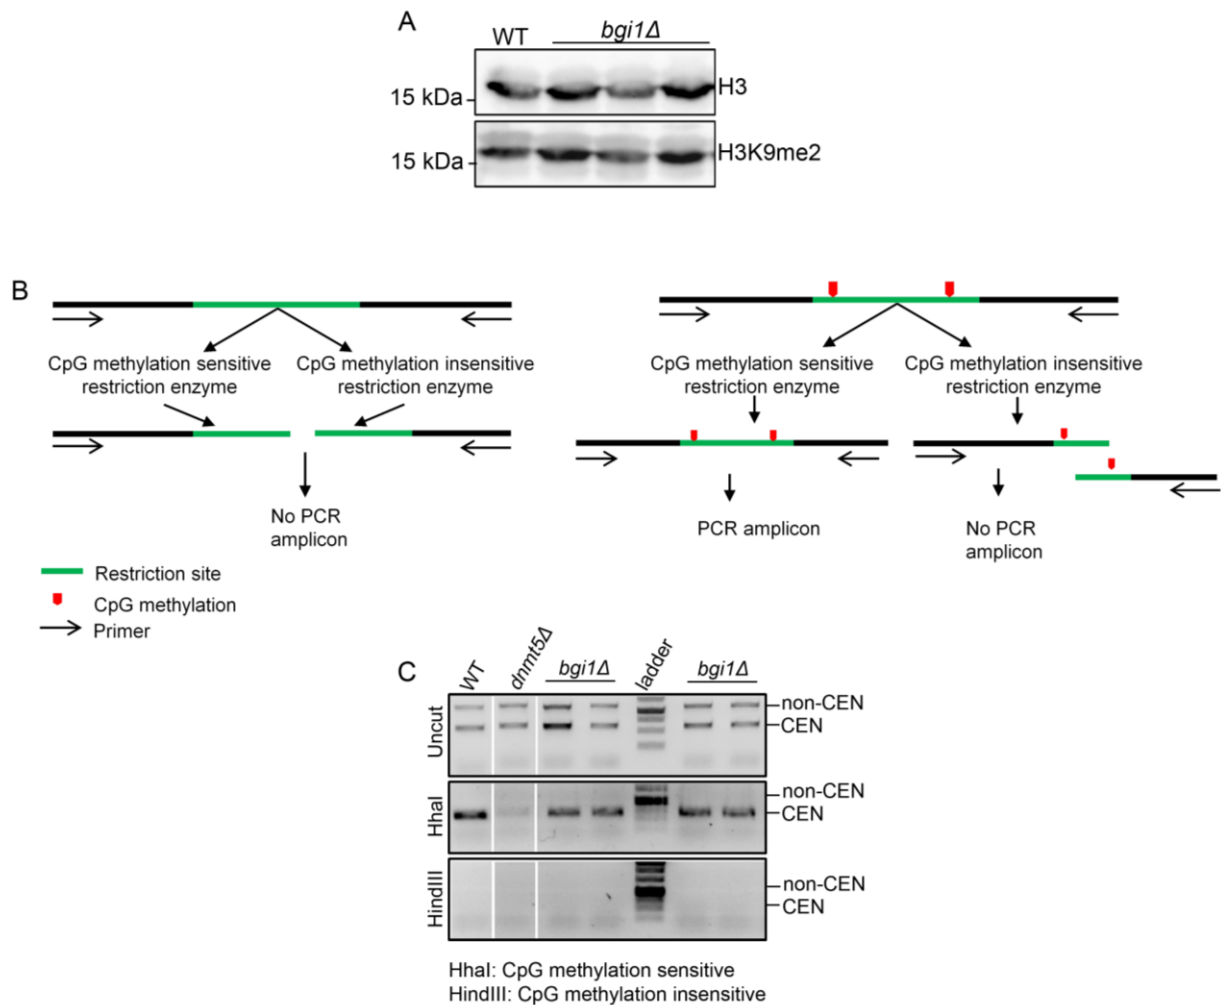 A
WT
bgi1Δ
H3
15 kDa
H3K9me2
15 kDa
B
CpG methylation sensitive
restriction enzyme
CpG methylation insensitive
restriction enzyme
No PCR
amplicon
CpG methylation sensitive
restriction enzyme
CpG methylation insensitive
restriction enzyme
PCR amplicon
No PCR
amplicon
Restriction site
CpG methylation
Primer
C
WT
dnmt5Δ
bgi1Δ
ladder
bgi1Δ
Uncut
non-CEN
CEN
HhaI
non-CEN
CEN
HindIII
non-CEN
CEN
HhaI: CpG methylation sensitive
HindIII: CpG methylation insensitive